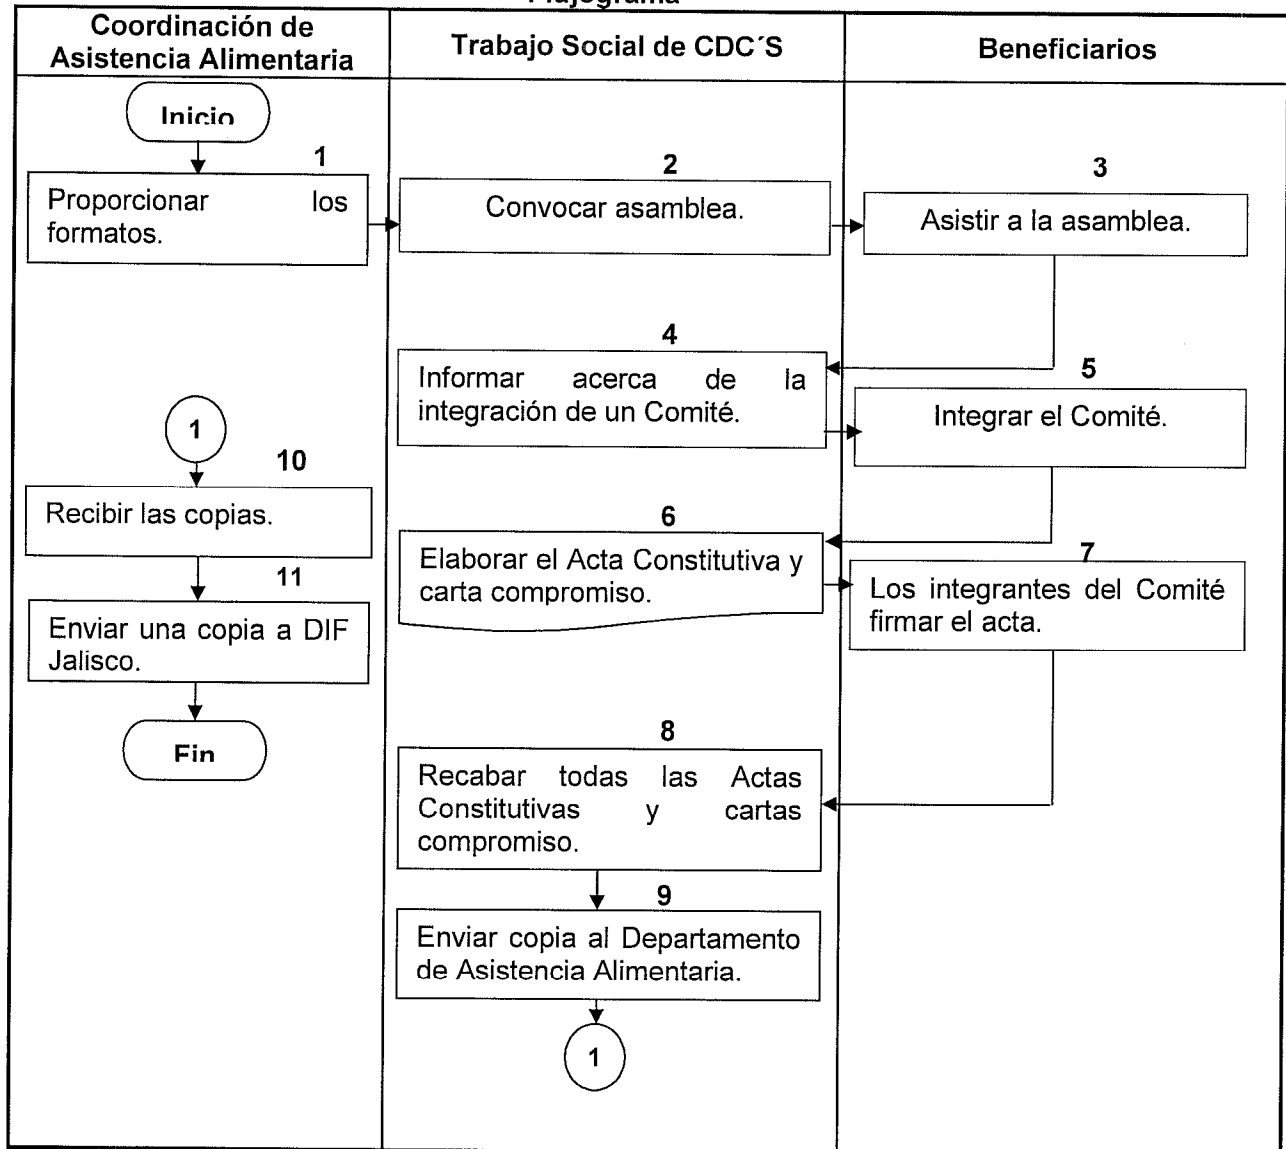 Flujograma
Coordinación de
Asistencia Alimentaria
Trabajo Social de CDC´S
Beneficiarios
Inicio
1
Proporcionar los
formatos.
2
Convocar asamblea.
3
Asistir a la asamblea.
4
Informar acerca de la
integración de un Comité.
5
Integrar el Comité.
6
Elaborar el Acta Constitutiva y
carta compromiso.
7
Los integrantes del Comité
firmar el acta.
8
Recabar todas las Actas
Constitutivas y cartas
compromiso.
9
Enviar copia al Departamento
de Asistencia Alimentaria.
1
1
10
Recibir las copias.
11
Enviar una copia a DIF
Jalisco.
Fin